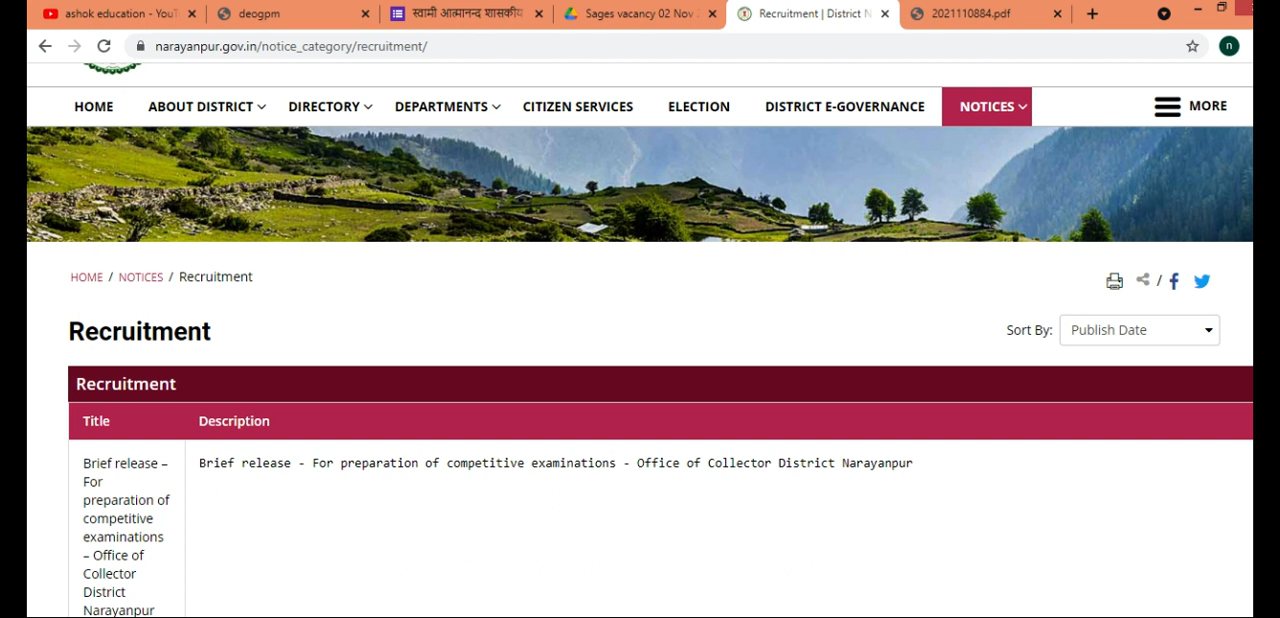 ashok education - YouT
deogpm
स्वामी आत्मानन्द शासकीय
Sages vacancy 02 Nov
Recruitment | District N
2021110884.pdf
narayanpur.gov.in/notice_category/recruitment/
n
HOME
ABOUT DISTRICT
DIRECTORY
DEPARTMENTS
CITIZEN SERVICES
ELECTION
DISTRICT E-GOVERNANCE
NOTICES
MORE
HOME / NOTICES / Recruitment
Recruitment
Sort By: Publish Date
Recruitment
Title
Description
Brief release –
For
preparation of
competitive
examinations
– Office of
Collector
District
Narayanpur
Brief release - For preparation of competitive examinations - Office of Collector District Narayanpur